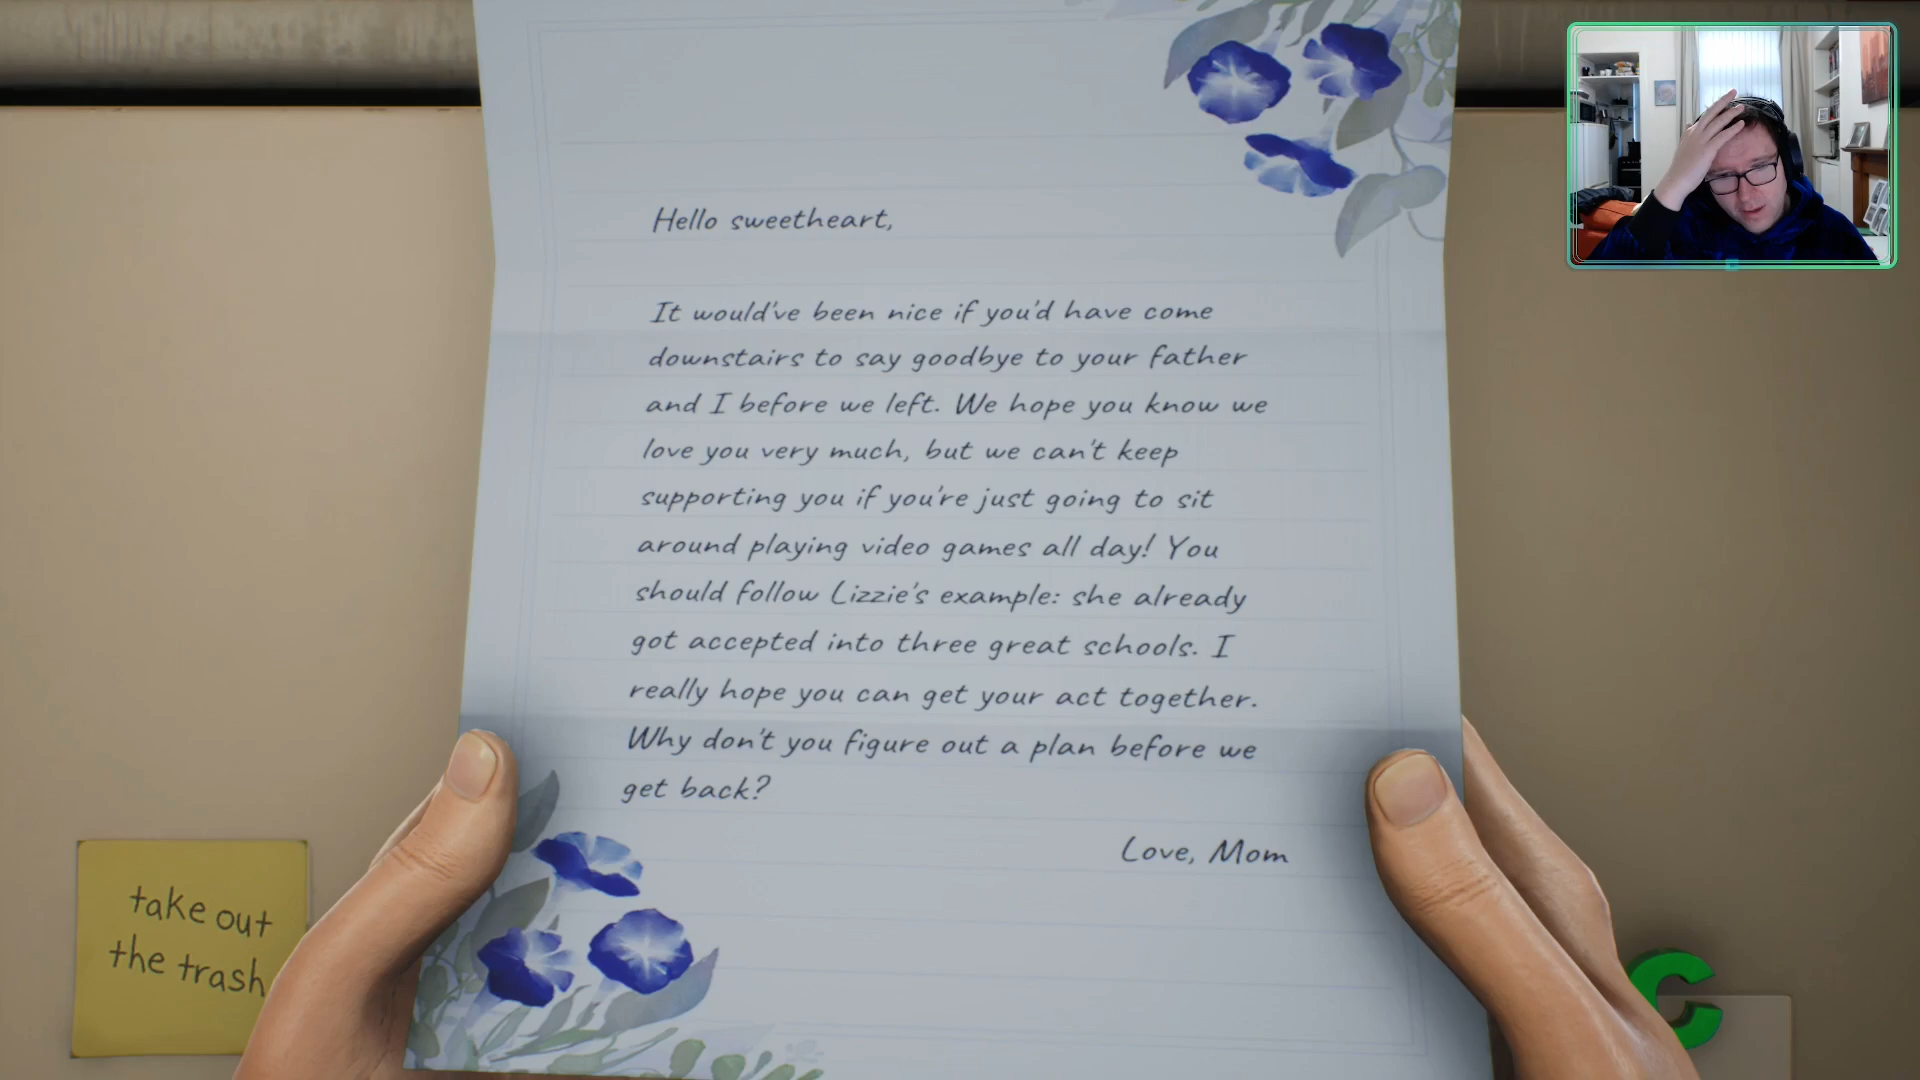 Hello sweetheart,
It would've been nice if you'd have come
downstairs to say goodbye to your father
and I before we left. We hope you know we
love you very much, but we can't keep
supporting you if you're just going to sit
around playing video games all day! You
should follow Lizzie's example: she already
got accepted into three great schools. I
really hope you can get your act together.
Why don't you figure out a plan before we
get back?
Love, Mom
take out
the trash
C